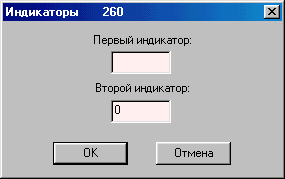 Индикаторы 260
Первый индикатор:
Второй индикатор:
0
OK
Отмена